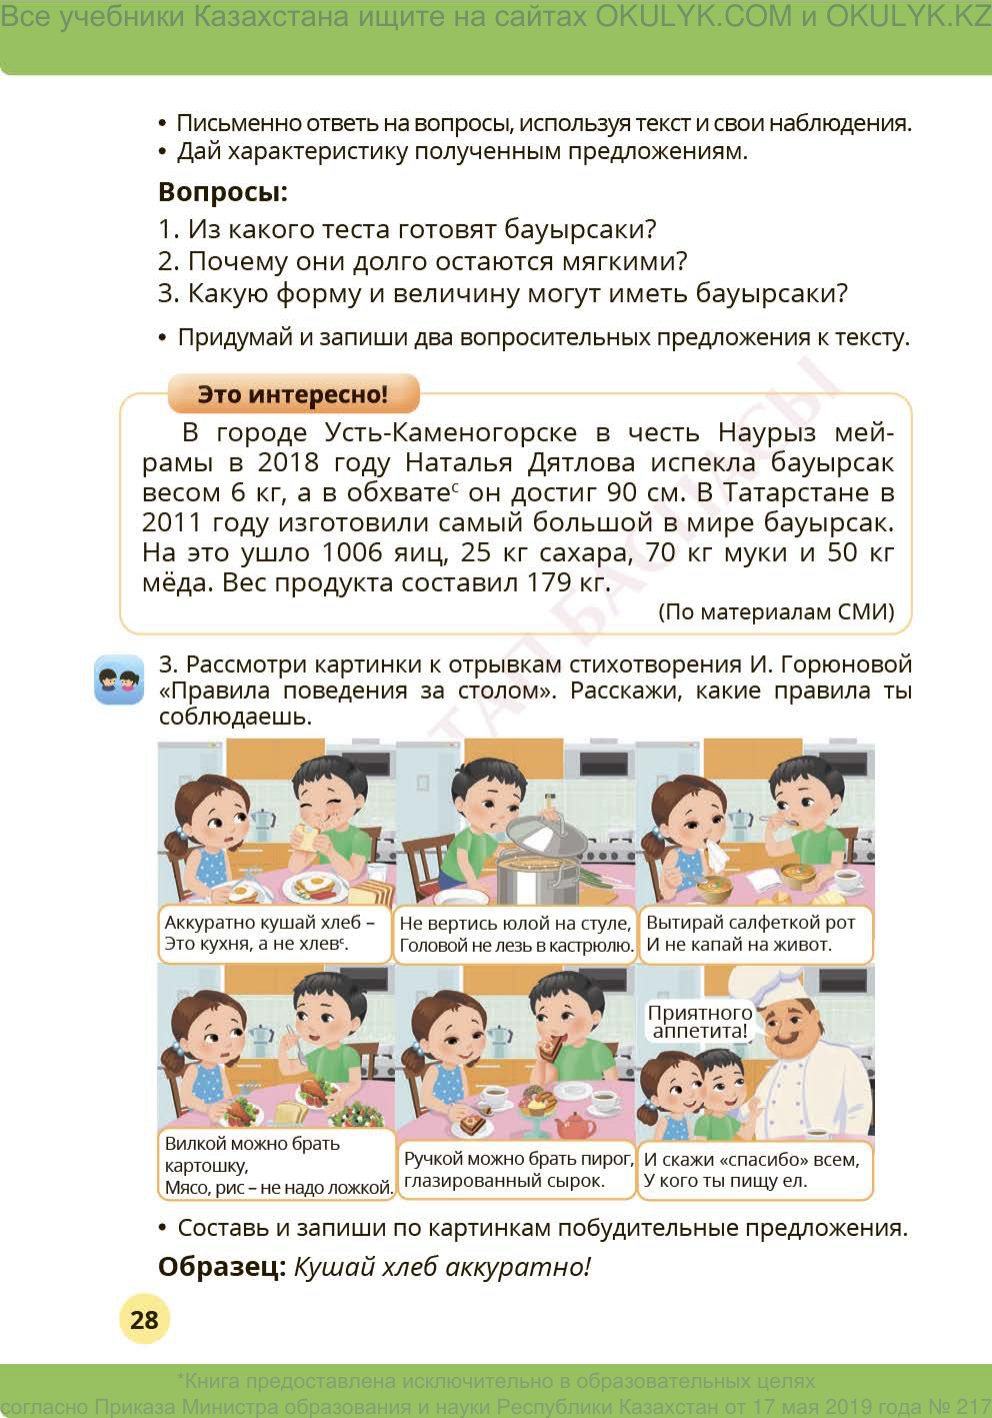 Все учебники Казахстана ищите на сайтах OKULYK.COM и OKULYK.KZ
• Письменно ответь на вопросы, используя текст и свои наблюдения.
• Дай характеристику полученным предложениям.
Вопросы:
1. Из какого теста готовят бауырсаки?
2. Почему они долго остаются мягкими?
3. Какую форму и величину могут иметь бауырсаки?
• Придумай и запиши два вопросительных предложения к тексту.
Это интересно!
В городе Усть-Каменогорске в честь Наурыз мей-
рамы в 2018 году Наталья Дятлова испекла бауырсак
весом 6 кг, а в обхватеᶜ он достиг 90 см. В Татарстане в
2011 году изготовили самый большой в мире бауырсак.
На это ушло 1006 яиц, 25 кг сахара, 70 кг муки и 50 кг
мёда. Вес продукта составил 179 кг.
(По материалам СМИ)
3. Рассмотри картинки к отрывкам стихотворения И. Горюновой
«Правила поведения за столом». Расскажи, какие правила ты
соблюдаешь.
Аккуратно кушай хлеб –
Это кухня, а не хлевᶜ.
Не вертись юлой на стуле,
Головой не лезь в кастрюлю.
Вытирай салфеткой рот
И не капай на живот.
Вилкой можно брать
картошку,
Мясо, рис – не надо ложкой.
Ручкой можно брать пирог,
глазированный сырок.
Приятного
аппетита!
И скажи «спасибо» всем,
У кого ты пищу ел.
• Составь и запиши по картинкам побудительные предложения.
Образец: Кушай хлеб аккуратно!
28
*Книга предоставлена исключительно в образовательных целях
согласно Приказа Министра образования и науки Республики Казахстан от 17 мая 2019 года № 217